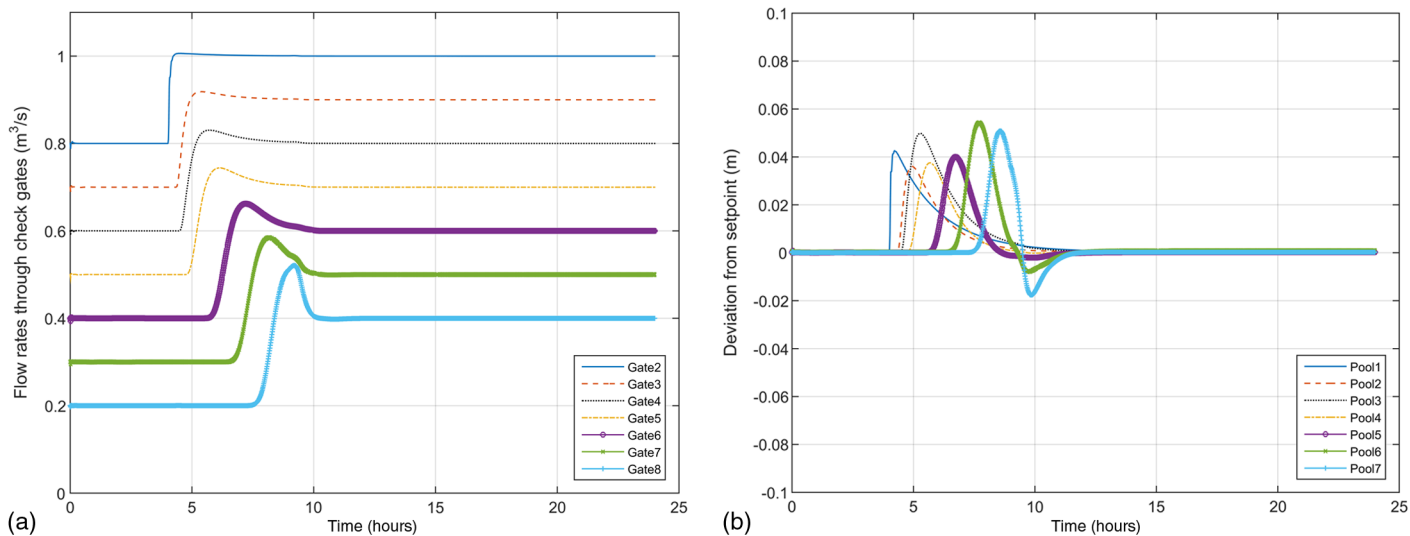 Flow rates through check gates (m³/s)
1
0.8
0.6
0.4
0.2
0
0
5
10
15
20
25
Time (hours)
Gate2
Gate3
Gate4
Gate5
Gate6
Gate7
Gate8
(a)
Deviation from setpoint (m)
0.1
0.08
0.06
0.04
0.02
0
-0.02
-0.04
-0.06
-0.08
-0.1
0
5
10
15
20
25
Time (hours)
Pool1
Pool2
Pool3
Pool4
Pool5
Pool6
Pool7
(b)